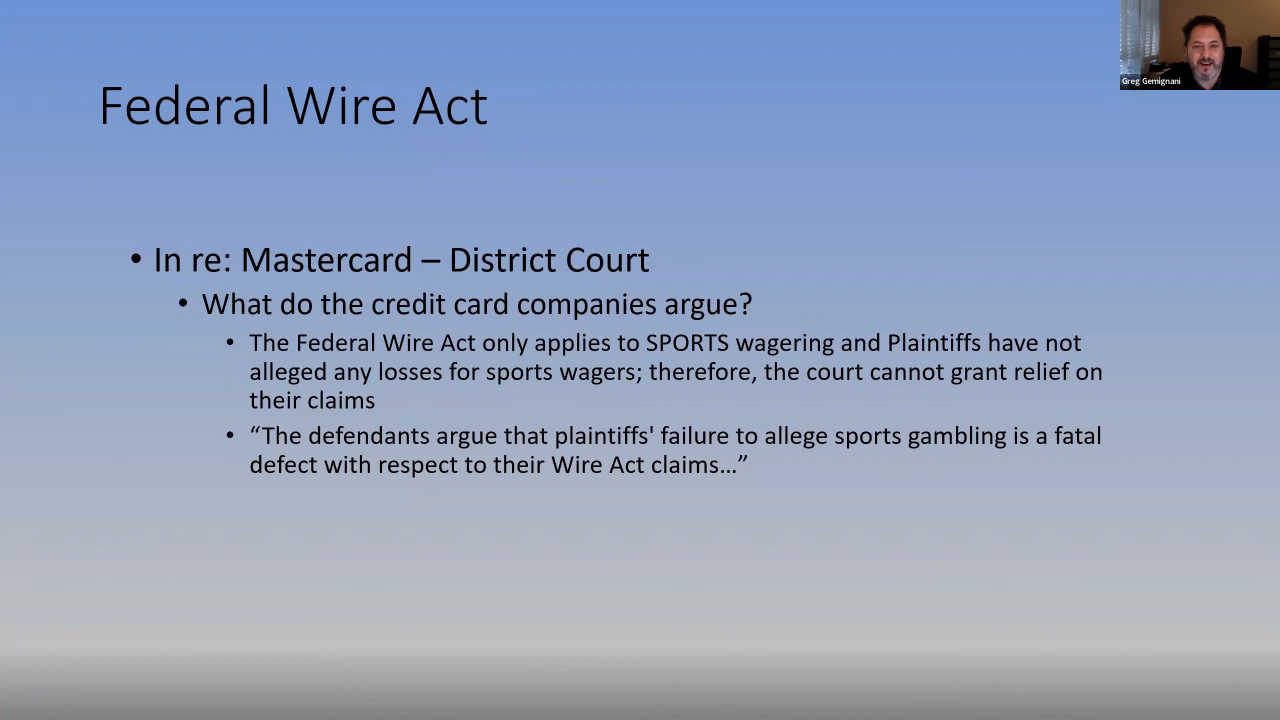 Greg Gemignani
Federal Wire Act
• In re: Mastercard – District Court
• What do the credit card companies argue?
• The Federal Wire Act only applies to SPORTS wagering and Plaintiffs have not
alleged any losses for sports wagers; therefore, the court cannot grant relief on
their claims
• “The defendants argue that plaintiffs' failure to allege sports gambling is a fatal
defect with respect to their Wire Act claims…”